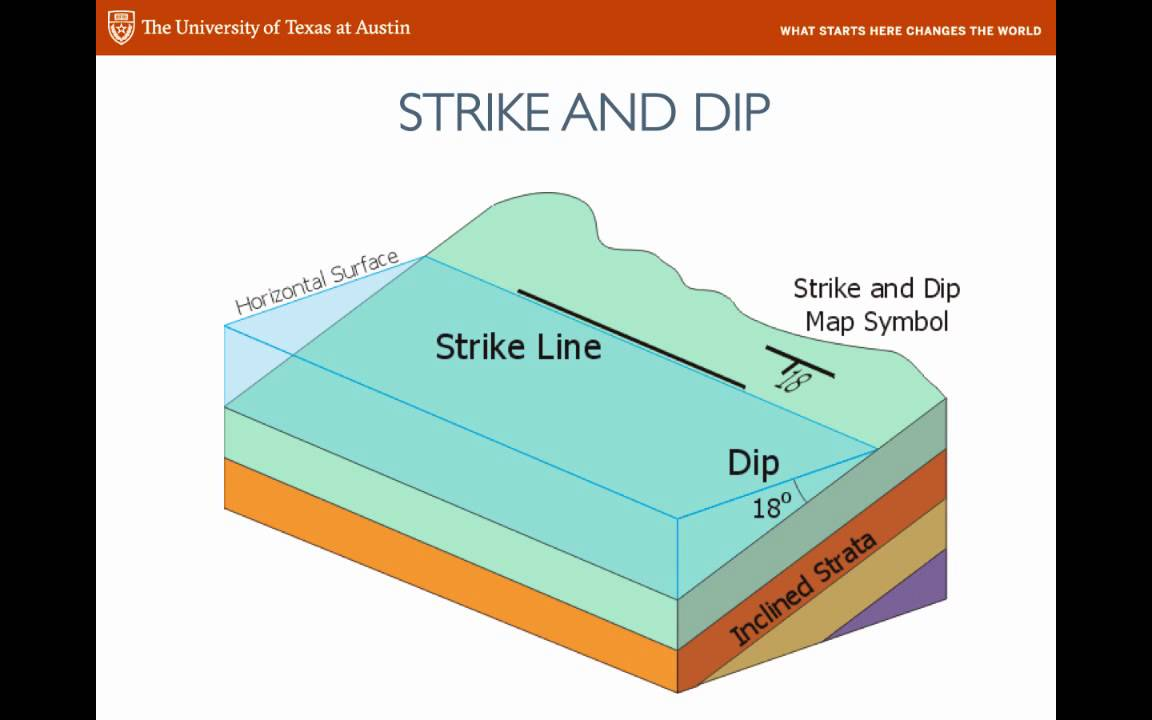 The University of Texas at Austin
WHAT STARTS HERE CHANGES THE WORLD
STRIKE AND DIP
Horizontal Surface
Strike and Dip
Map Symbol
Strike Line
18
Dip
18º
Inclined Strata